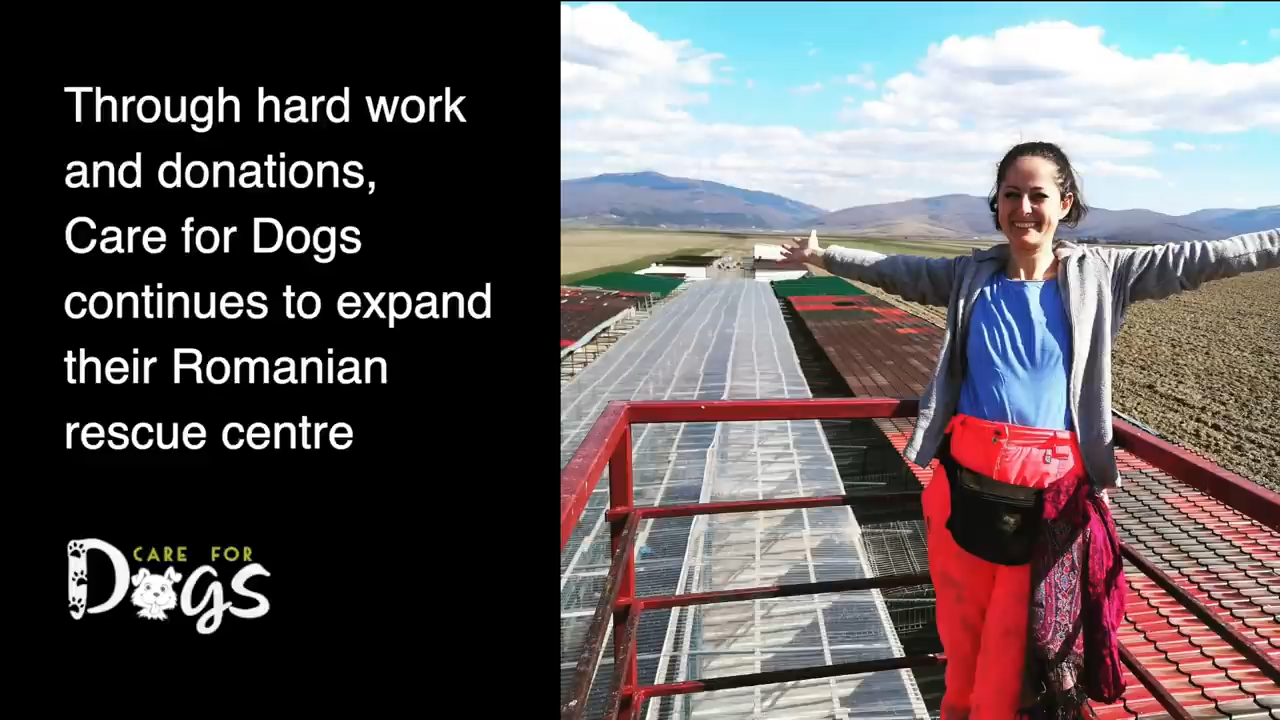 Through hard work
and donations,
Care for Dogs
continues to expand
their Romanian
rescue centre
CARE FOR
Dogs